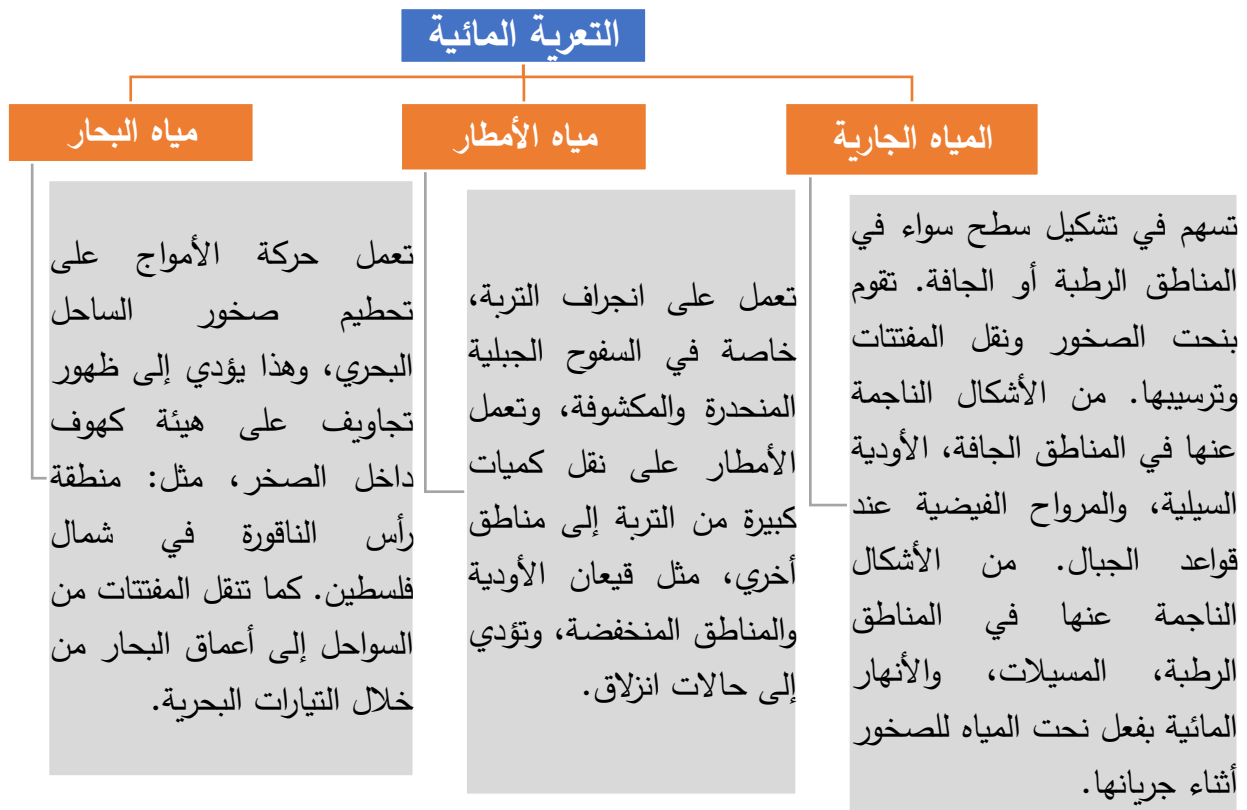 التعرية المائية
المياه الجارية
تسهم في تشكيل سطح سواء في
المناطق الرطبة أو الجافة. تقوم
بنحت الصخور ونقل المفتتات
وترسيبها. من الأشكال الناجمة
عنها في المناطق الجافة، الأودية
السيلية، والمرواح الفيضية عند
قواعد الجبال. من الأشكال
الناجمة عنها في المناطق
الرطبة، المسيلات، والأنهار
المائية بفعل نحت المياه للصخور
أثناء جريانها.
مياه الأمطار
تعمل على انجراف التربة،
خاصة في السفوح الجبلية
المنحدرة والمكشوفة، وتعمل
الأمطار على نقل كميات
كبيرة من التربة إلى مناطق
أخري، مثل قيعان الأودية
والمناطق المنخفضة، وتؤدي
إلى حالات انزلاق.
مياه البحار
تعمل حركة الأمواج على
تحطيم صخور الساحل
البحري، وهذا يؤدي إلى ظهور
تجاويف على هيئة كهوف
داخل الصخر، مثل: منطقة
رأس الناقورة في شمال
فلسطين. كما تنقل المفتتات من
السواحل إلى أعماق البحار من
خلال التيارات البحرية.